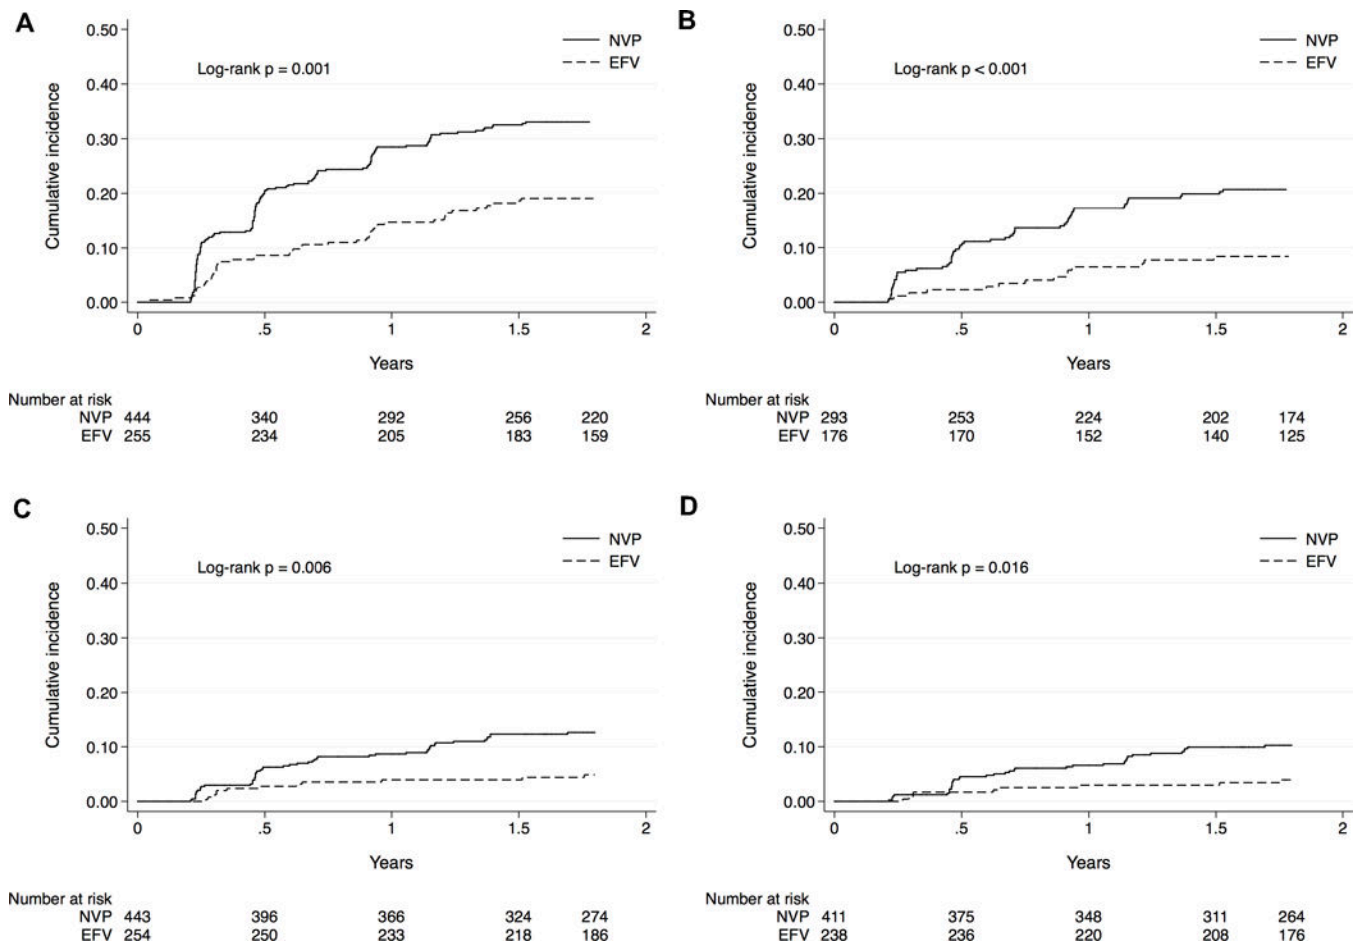 A
0.50
0.40
0.30
0.20
0.10
0.00
Cumulative incidence
Log-rank p = 0.001
NVP
EFV
0 .5 1 1.5 2
Years
Number at risk
NVP 444 340 292 256 220
EFV 255 234 205 183 159
B
0.50
0.40
0.30
0.20
0.10
0.00
Cumulative incidence
Log-rank p < 0.001
NVP
EFV
0 .5 1 1.5 2
Years
Number at risk
NVP 293 253 224 202 174
EFV 176 170 152 140 125
C
0.50
0.40
0.30
0.20
0.10
0.00
Cumulative incidence
Log-rank p = 0.006
NVP
EFV
0 .5 1 1.5 2
Years
Number at risk
NVP 443 396 366 324 274
EFV 254 250 233 218 186
D
0.50
0.40
0.30
0.20
0.10
0.00
Cumulative incidence
Log-rank p = 0.016
NVP
EFV
0 .5 1 1.5 2
Years
Number at risk
NVP 411 375 348 311 264
EFV 238 236 220 208 176